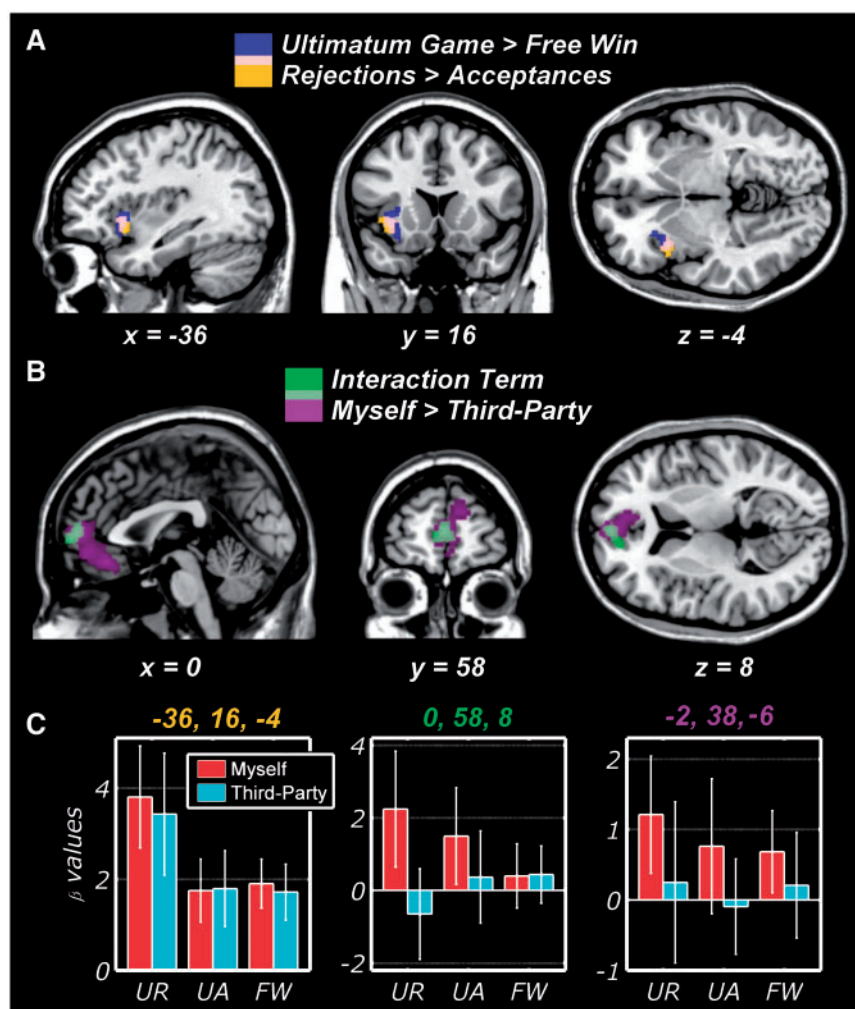 A
Ultimatum Game > Free Win
Rejections > Acceptances
x = -36
y = 16
z = -4
B
Interaction Term
Myself > Third-Party
x = 0
y = 58
z = 8
C
-36, 16, -4
0, 58, 8
-2, 38, -6
Myself
Third-Party
β values
4
2
0
UR
UA
FW
4
2
0
-2
UR
UA
FW
2
1
0
-1
UR
UA
FW